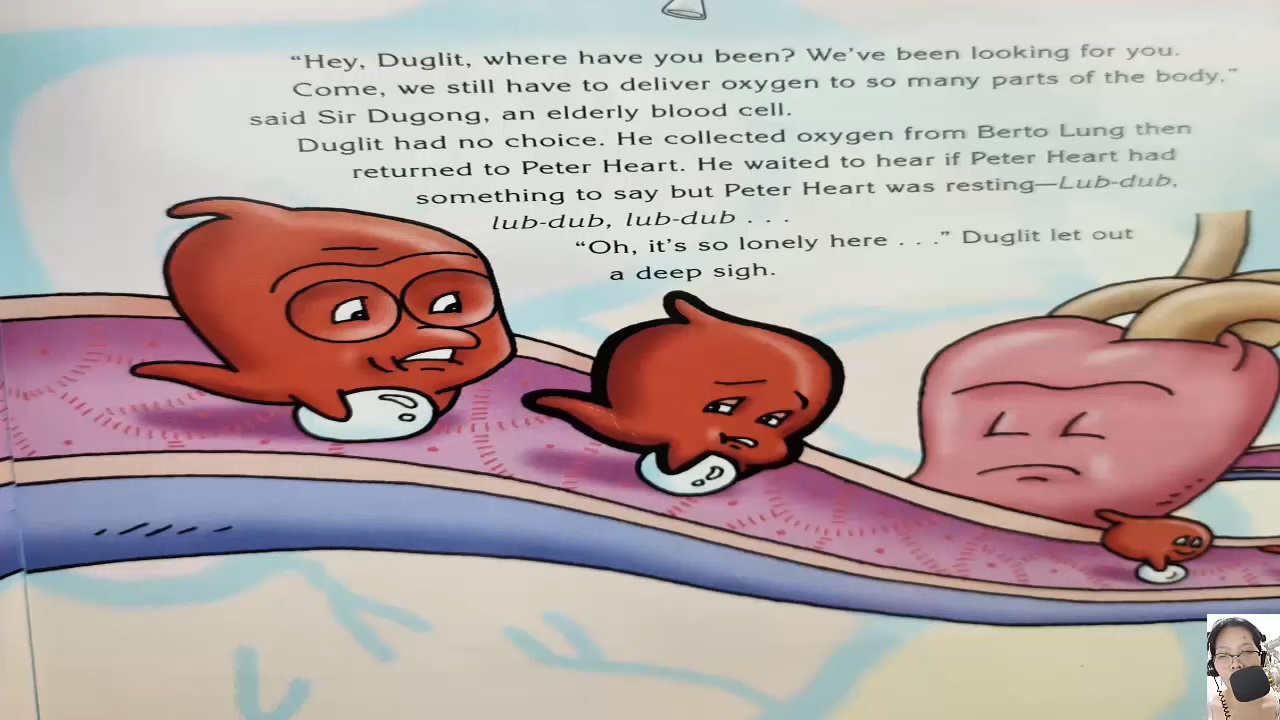 “Hey, Duglit, where have you been? We’ve been looking for you.
Come, we still have to deliver oxygen to so many parts of the body,”
said Sir Dugong, an elderly blood cell.
Duglit had no choice. He collected oxygen from Berto Lung then
returned to Peter Heart. He waited to hear if Peter Heart had
something to say but Peter Heart was resting—Lub-dub,
lub-dub, lub-dub . . .
“Oh, it’s so lonely here . . .” Duglit let out
a deep sigh.